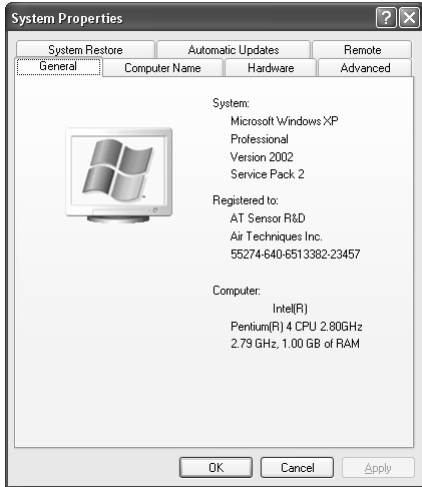 System Properties
System Restore
Automatic Updates
Remote
General
Computer Name
Hardware
Advanced
System:
Microsoft Windows XP
Professional
Version 2002
Service Pack 2
Registered to:
AT Sensor R&D
Air Techniques Inc.
55274-640-6513382-23457
Computer:
Intel(R)
Pentium(R) 4 CPU 2.80GHz
2.79 GHz, 1.00 GB of RAM
OK
Cancel
Apply